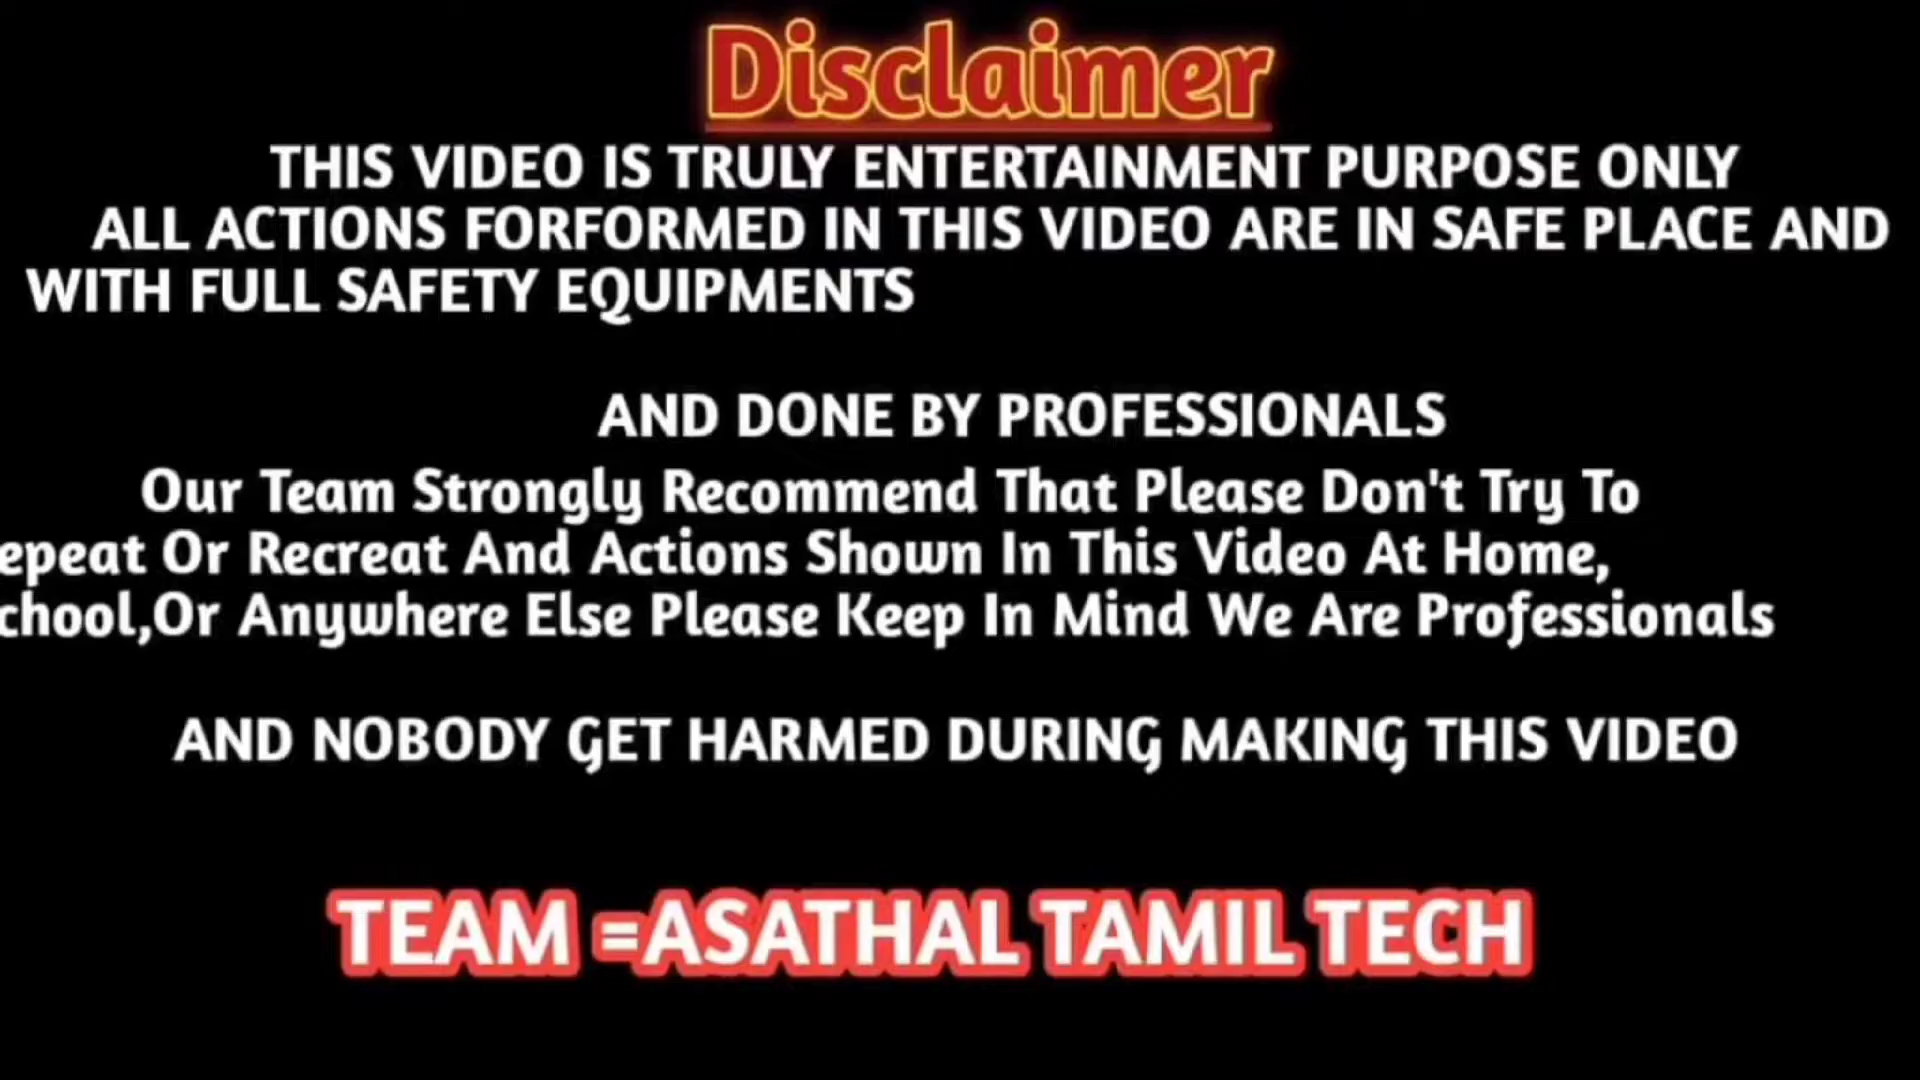 Disclaimer
THIS VIDEO IS TRULY ENTERTAINMENT PURPOSE ONLY
ALL ACTIONS FORFORMED IN THIS VIDEO ARE IN SAFE PLACE AND
WITH FULL SAFETY EQUIPMENTS
AND DONE BY PROFESSIONALS
Our Team Strongly Recommend That Please Don't Try To
epeat Or Recreat And Actions Shown In This Video At Home,
chool,Or Anywhere Else Please Keep In Mind We Are Professionals
AND NOBODY GET HARMED DURING MAKING THIS VIDEO
TEAM =ASATHAL TAMIL TECH